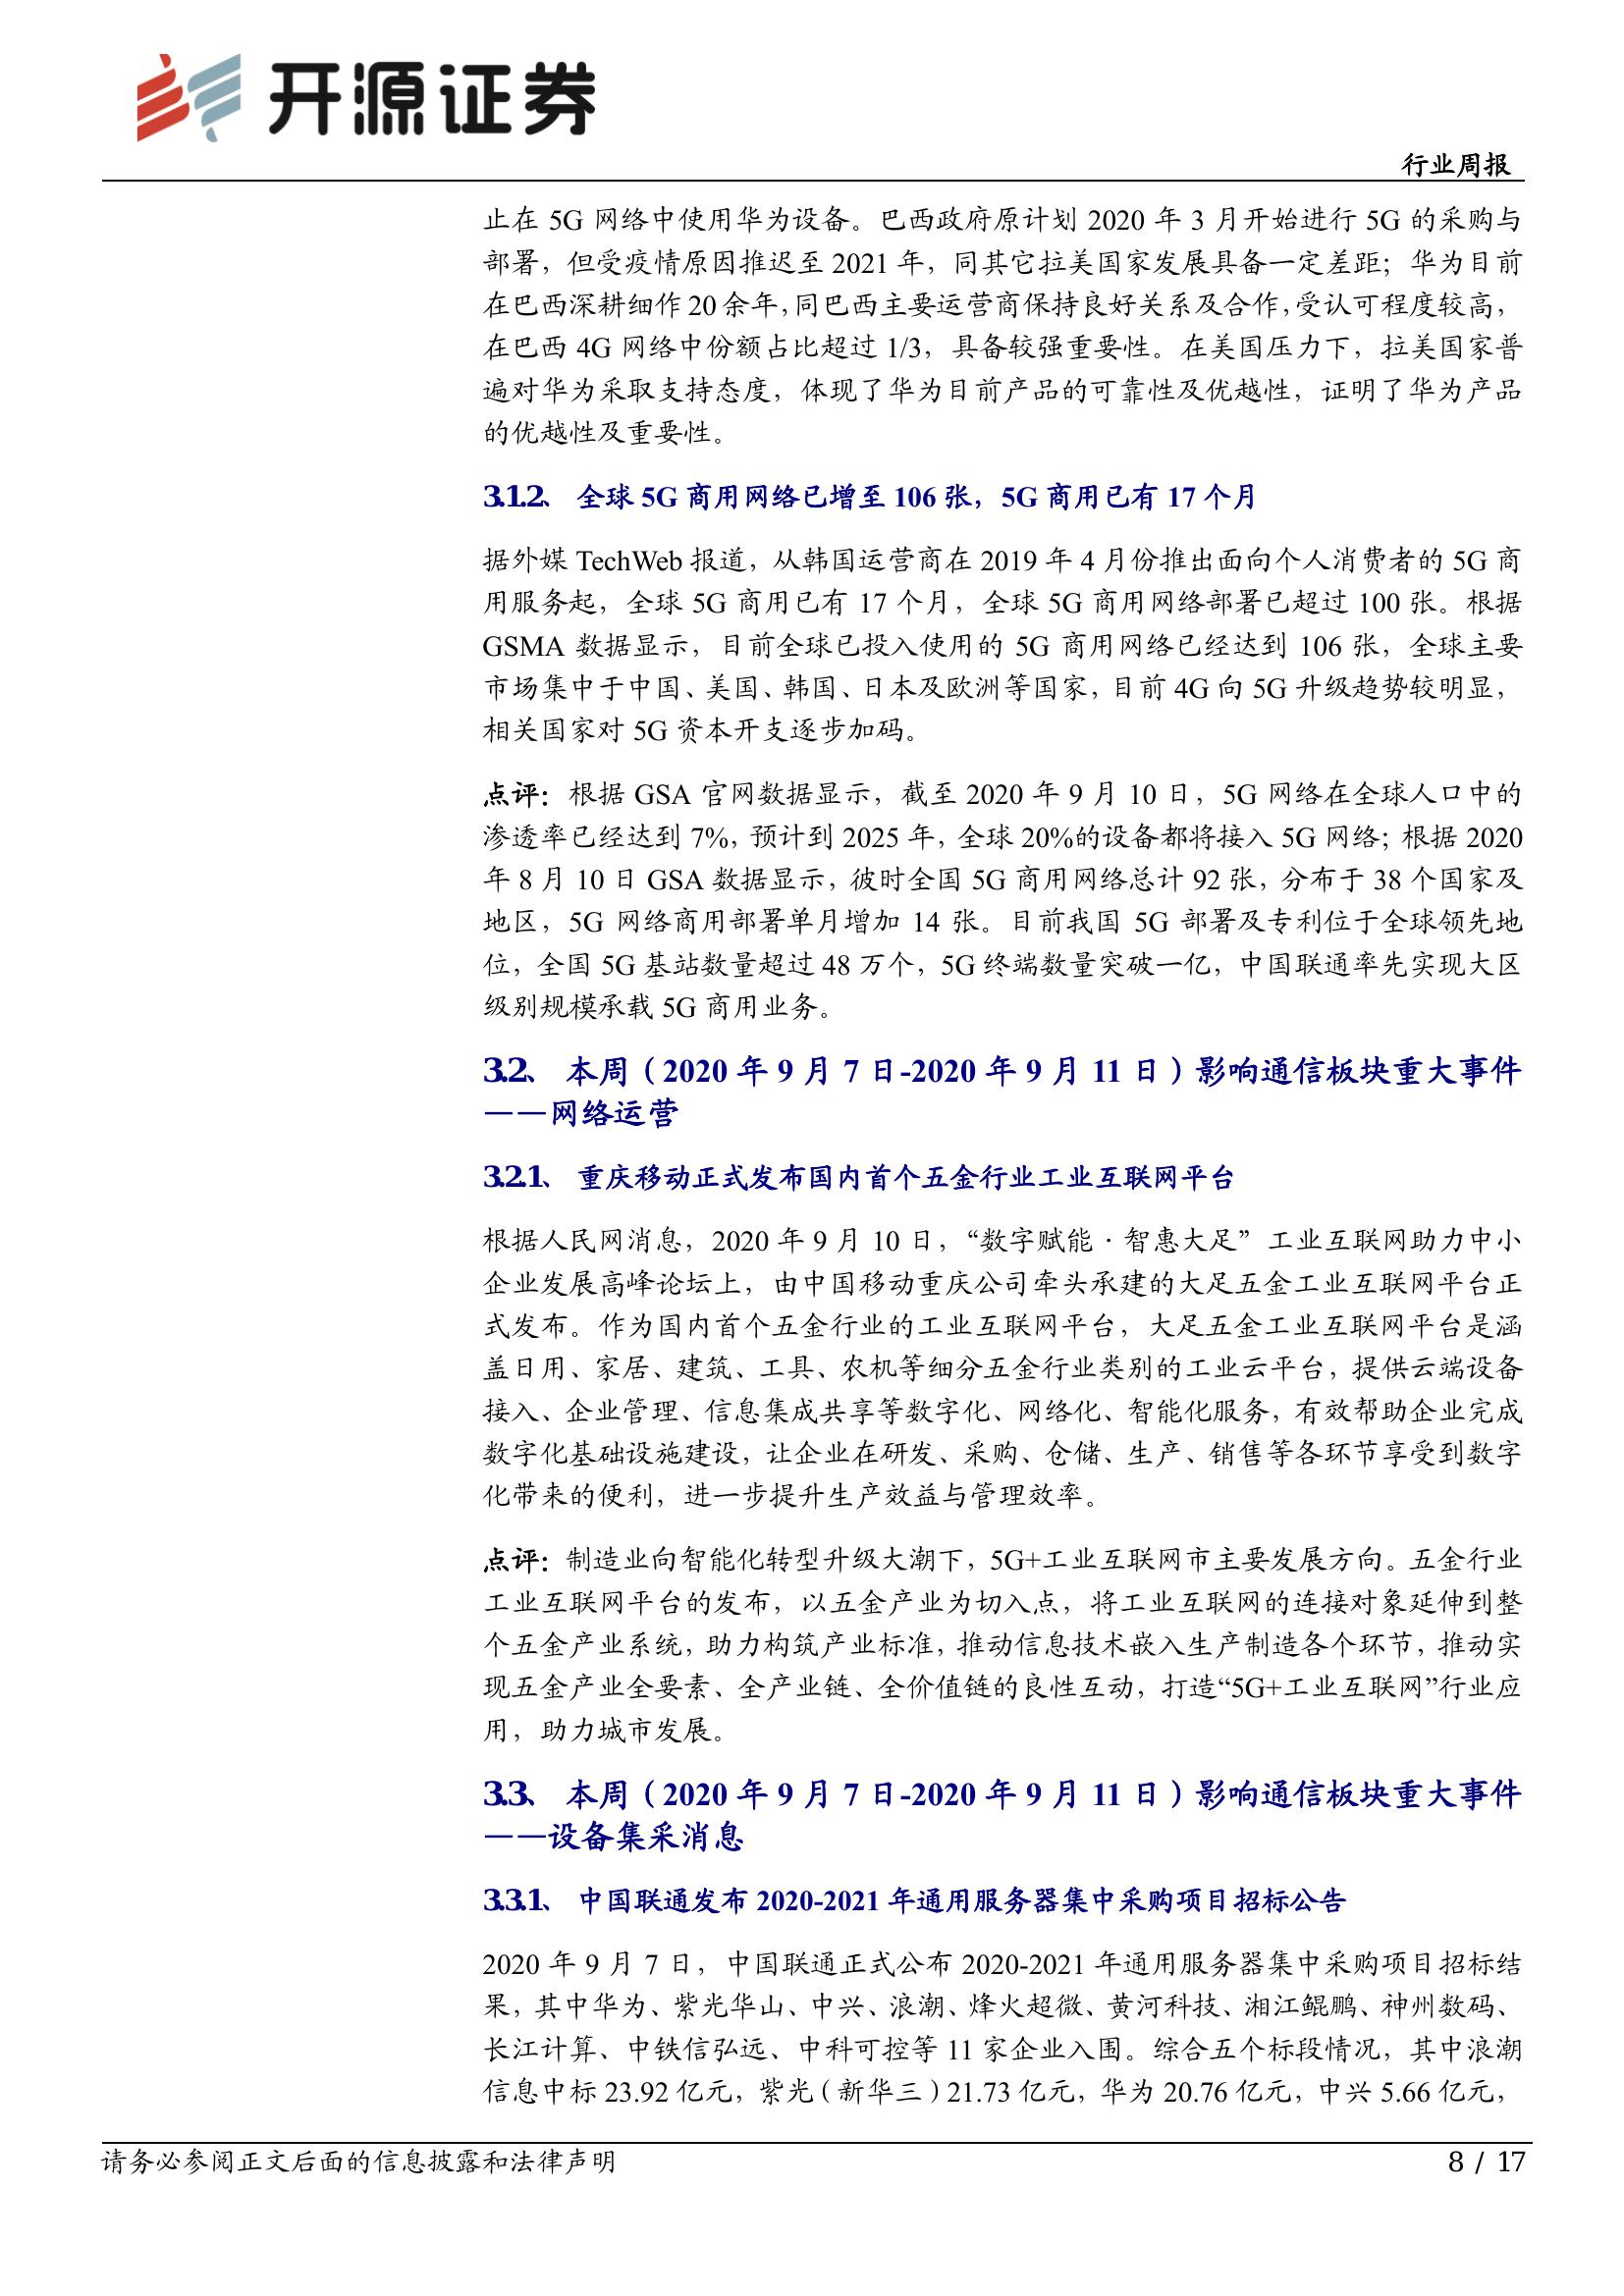 开源证券
行业周报
止在 5G 网络中使用华为设备。巴西政府原计划 2020 年 3 月开始进行 5G 的采购与
部署，但受疫情原因推迟至 2021 年，同其它拉美国家发展具备一定差距；华为目前
在巴西深耕细作 20 余年，同巴西主要运营商保持良好关系及合作，受认可程度较高，
在巴西 4G 网络中份额占比超过 1/3，具备较强重要性。在美国压力下，拉美国家普
遍对华为采取支持态度，体现了华为目前产品的可靠性及优越性，证明了华为产品
的优越性及重要性。
3.1.2、 全球 5G 商用网络已增至 106 张，5G 商用已有 17 个月
据外媒 TechWeb 报道，从韩国运营商在 2019 年 4 月份推出面向个人消费者的 5G 商
用服务起，全球 5G 商用已有 17 个月，全球 5G 商用网络部署已超过 100 张。根据
GSMA 数据显示，目前全球已投入使用的 5G 商用网络已经达到 106 张，全球主要
市场集中于中国、美国、韩国、日本及欧洲等国家，目前 4G 向 5G 升级趋势较明显，
相关国家对 5G 资本开支逐步加码。
点评：根据 GSA 官网数据显示，截至 2020 年 9 月 10 日，5G 网络在全球人口中的
渗透率已经达到 7%，预计到 2025 年，全球 20%的设备都将接入 5G 网络；根据 2020
年 8 月 10 日 GSA 数据显示，彼时全国 5G 商用网络总计 92 张，分布于 38 个国家及
地区，5G 网络商用部署单月增加 14 张。目前我国 5G 部署及专利位于全球领先地
位，全国 5G 基站数量超过 48 万个，5G 终端数量突破一亿，中国联通率先实现大区
级别规模承载 5G 商用业务。
3.2、 本周（2020 年 9 月 7 日-2020 年 9 月 11 日）影响通信板块重大事件
——网络运营
3.2.1、 重庆移动正式发布国内首个五金行业工业互联网平台
根据人民网消息，2020 年 9 月 10 日，“数字赋能·智惠大足”工业互联网助力中小
企业发展高峰论坛上，由中国移动重庆公司牵头承建的大足五金工业互联网平台正
式发布。作为国内首个五金行业的工业互联网平台，大足五金工业互联网平台是涵
盖日用、家居、建筑、工具、农机等细分五金行业类别的工业云平台，提供云端设备
接入、企业管理、信息集成共享等数字化、网络化、智能化服务，有效帮助企业完成
数字化基础设施建设，让企业在研发、采购、仓储、生产、销售等各环节享受到数字
化带来的便利，进一步提升生产效益与管理效率。
点评：制造业向智能化转型升级大潮下，5G+工业互联网市主要发展方向。五金行业
工业互联网平台的发布，以五金产业为切入点，将工业互联网的连接对象延伸到整
个五金产业系统，助力构筑产业标准，推动信息技术嵌入生产制造各个环节，推动实
现五金产业全要素、全产业链、全价值链的良性互动，打造“5G+工业互联网”行业应
用，助力城市发展。
3.3、 本周（2020 年 9 月 7 日-2020 年 9 月 11 日）影响通信板块重大事件
——设备集采消息
3.3.1、 中国联通发布 2020-2021 年通用服务器集中采购项目招标公告
2020 年 9 月 7 日，中国联通正式公布 2020-2021 年通用服务器集中采购项目招标结
果，其中华为、紫光华山、中兴、浪潮、烽火超微、黄河科技、湘江鲲鹏、神州数码、
长江计算、中铁信弘远、中科可控等 11 家企业入围。综合五个标段情况，其中浪潮
信息中标 23.92 亿元，紫光（新华三）21.73 亿元，华为 20.76 亿元，中兴 5.66 亿元，
请务必参阅正文后面的信息披露和法律声明
8 / 17